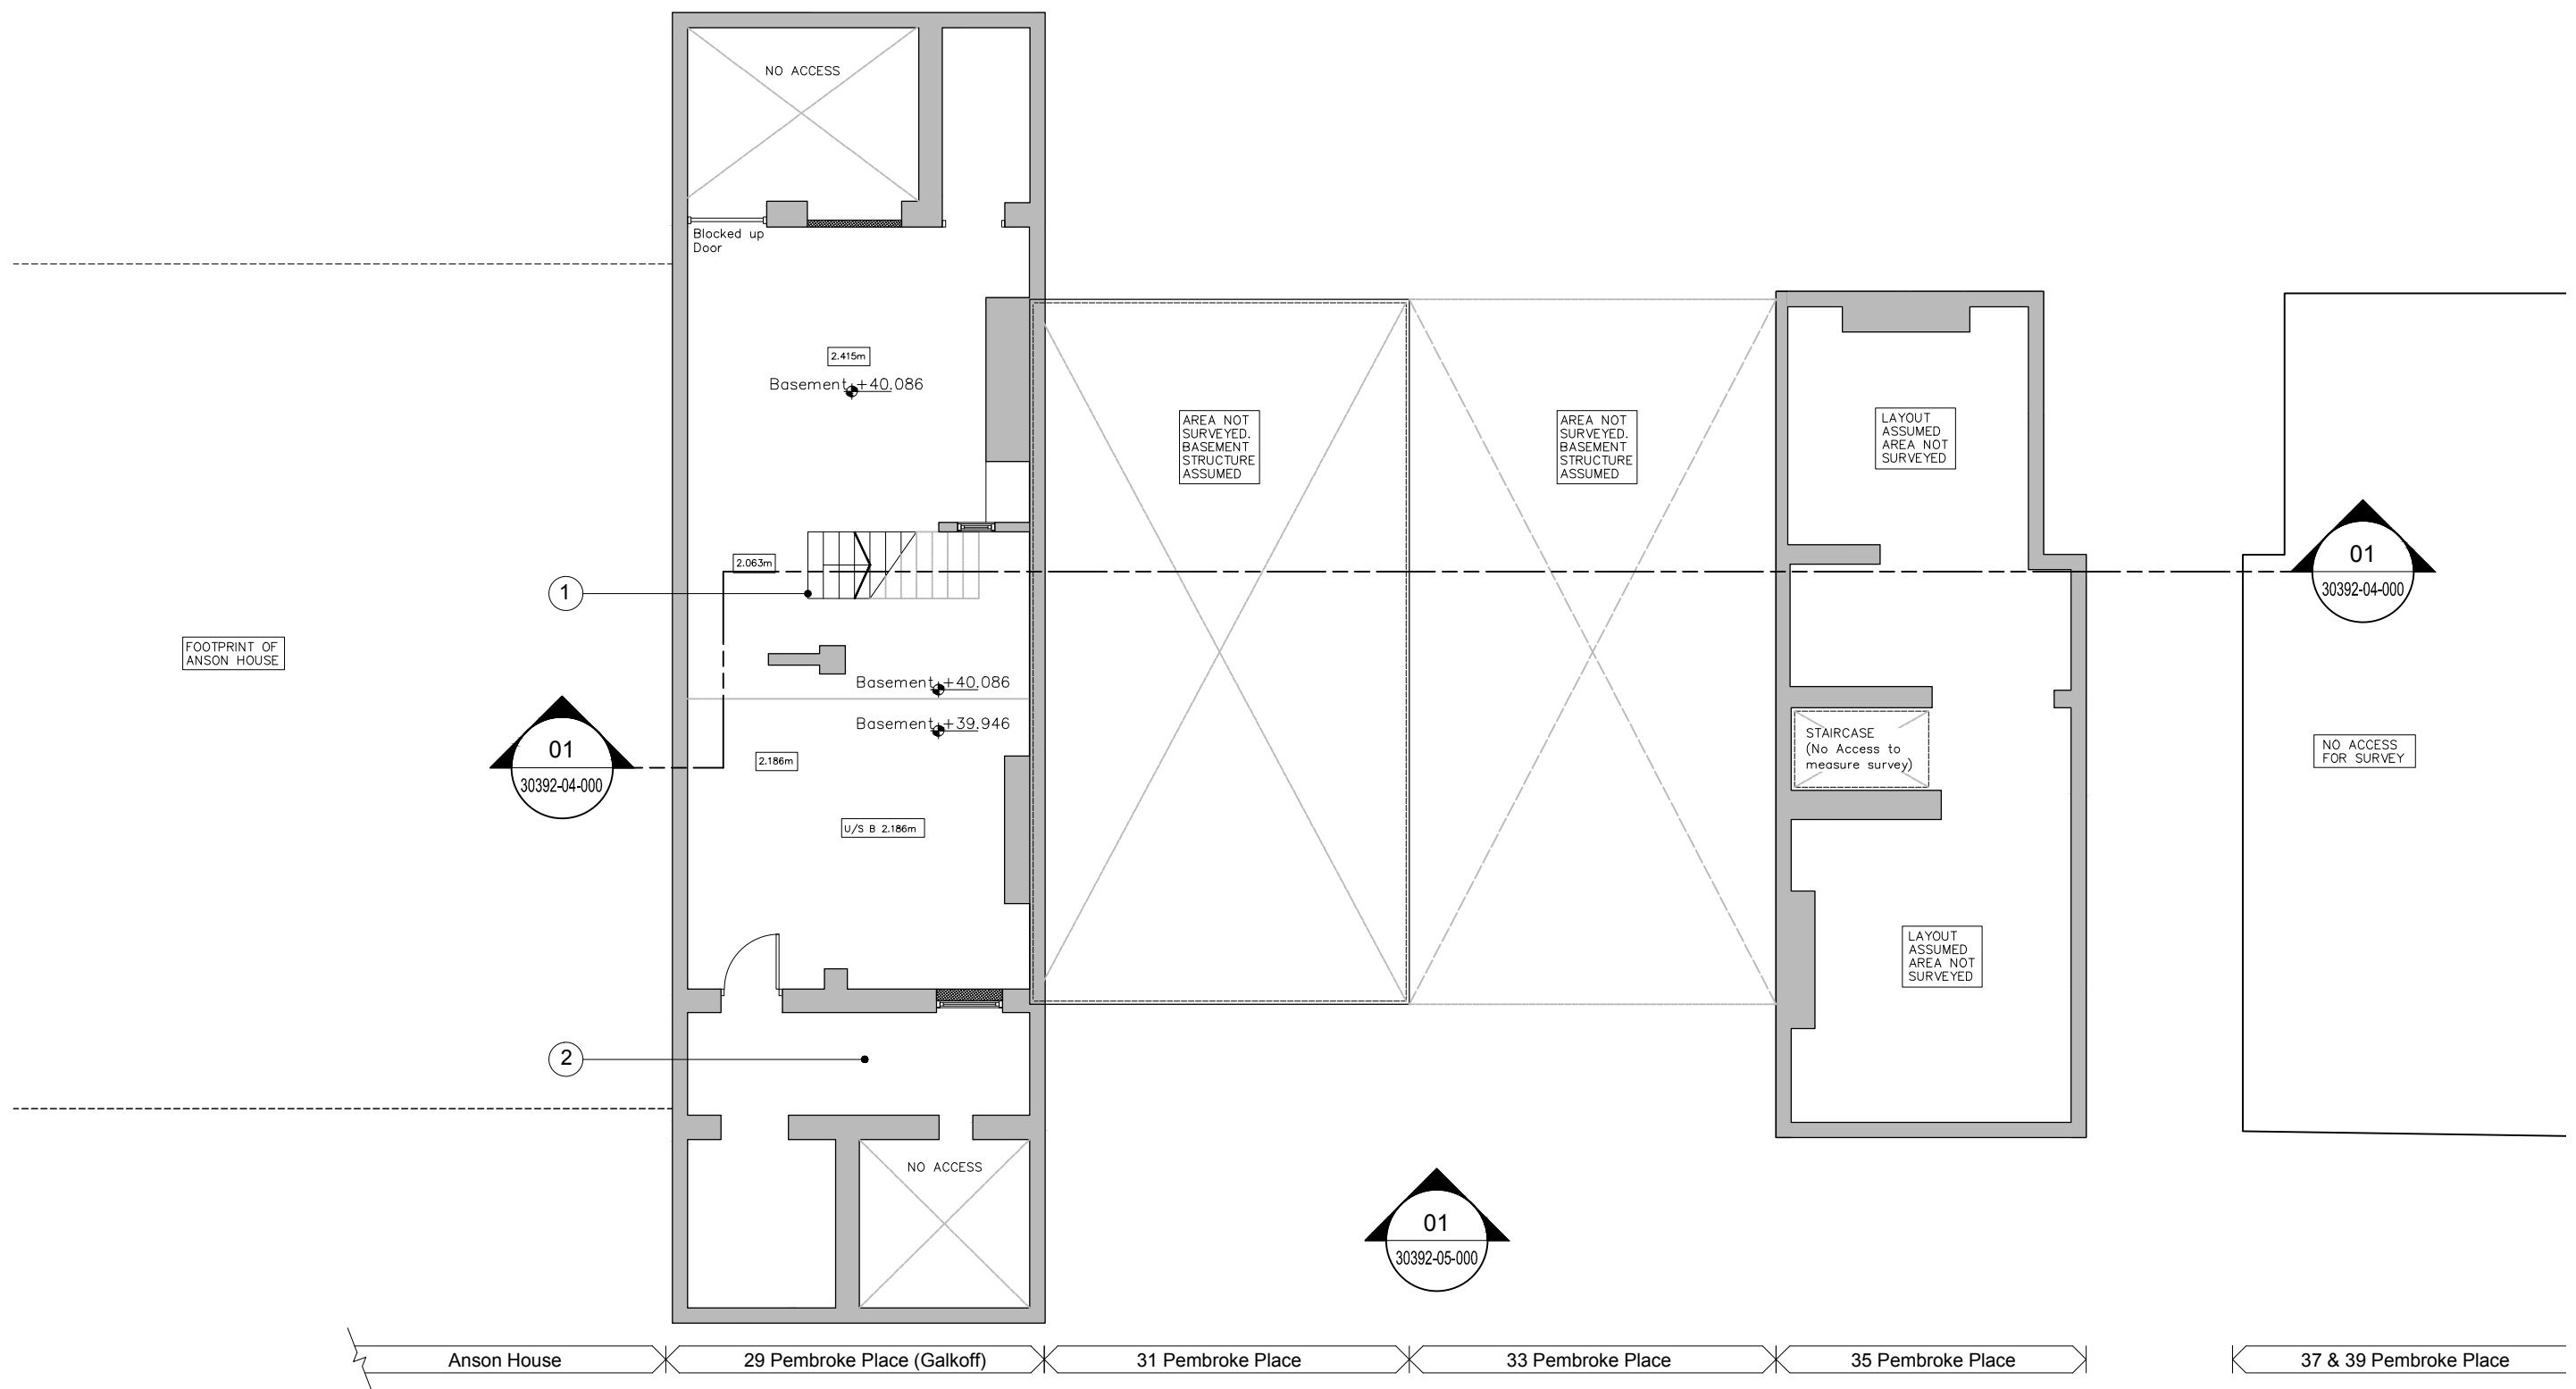 NO ACCESS
Blocked up
Door
2.415m
Basement +40.086
AREA NOT
SURVEYED.
BASEMENT
STRUCTURE
ASSUMED
AREA NOT
SURVEYED.
BASEMENT
STRUCTURE
ASSUMED
LAYOUT
ASSUMED
AREA NOT
SURVEYED
2.063m
1
01
30392-04-000
FOOTPRINT OF
ANSON HOUSE
Basement +40.086
Basement +39.946
01
30392-04-000
2.186m
U/S B 2.186m
STAIRCASE
(No Access to
measure survey)
NO ACCESS
FOR SURVEY
LAYOUT
ASSUMED
AREA NOT
SURVEYED
2
NO ACCESS
01
30392-05-000
Anson House
29 Pembroke Place (Galkoff)
31 Pembroke Place
33 Pembroke Place
35 Pembroke Place
37 & 39 Pembroke Place